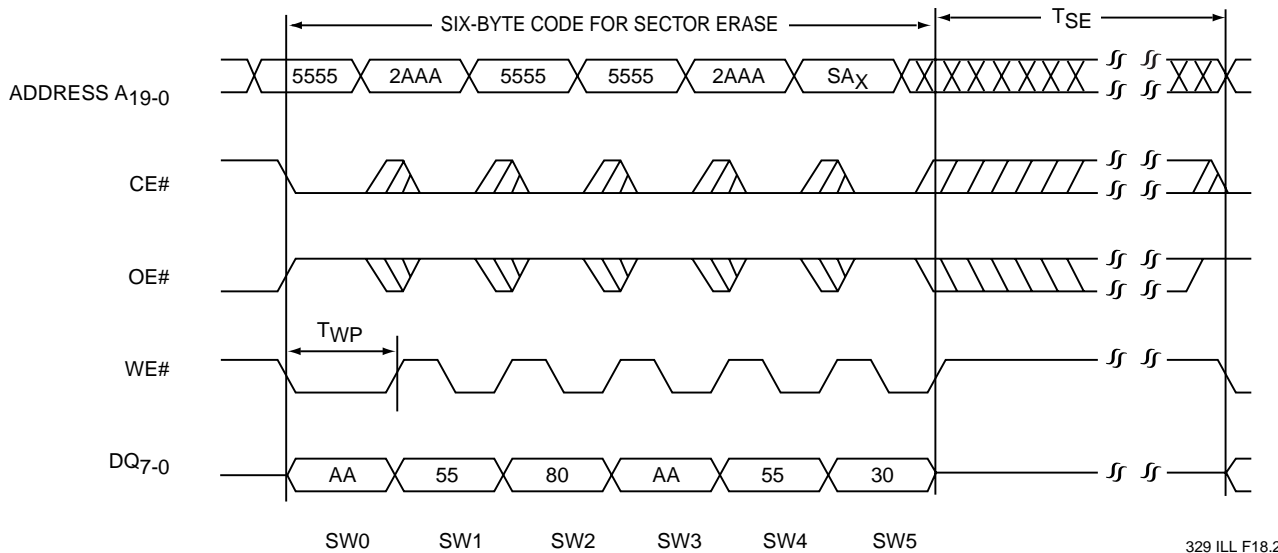 SIX-BYTE CODE FOR SECTOR ERASE
TSE
ADDRESS A19-0
5555 2AAA 5555 5555 2AAA SAX
CE#
OE#
TWP
WE#
DQ7-0
AA 55 80 AA 55 30
SW0 SW1 SW2 SW3 SW4 SW5
329 ILL F18.2